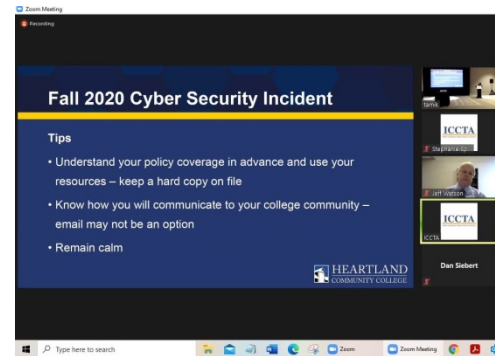 Zoom Meeting
Recording
Fall 2020 Cyber Security Incident
Tips
• Understand your policy coverage in advance and use your
resources – keep a hard copy on file
• Know how you will communicate to your college community –
email may not be an option
• Remain calm
HEARTLAND
COMMUNITY COLLEGE
tamik
ICCTA
Jeff Watson
ICCTA
ICCTA
Dan Siebert
Type here to search
Zoom
Zoom Meeting